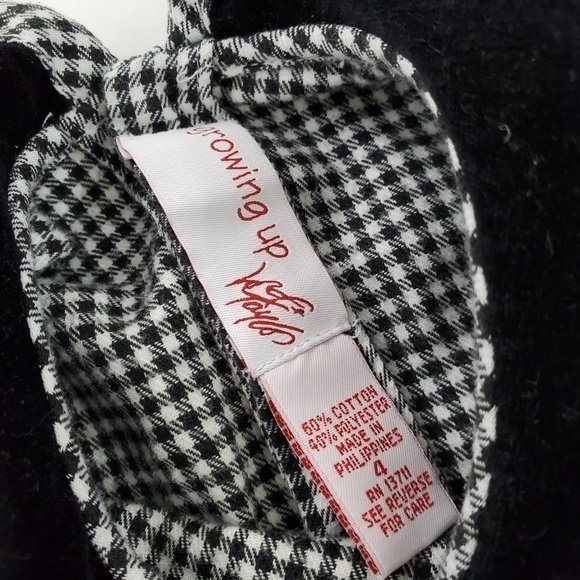 growing up
60% COTTON
40% POLYESTER
MADE IN
PHILIPPINES
4
RN 13711
SEE REVERSE
FOR CARE